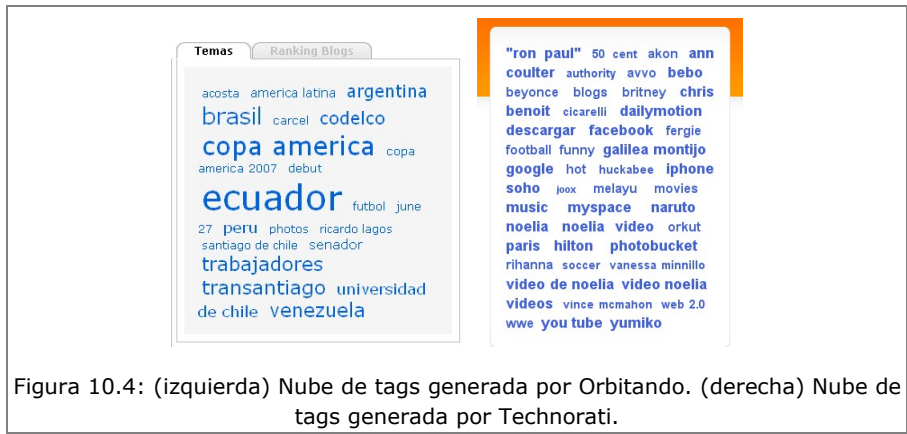 Temas Ranking Blogs
acosta america latina argentina
brasil carcel codelco
copa america copa
america 2007 debut
ecuador futbol june
27 peru photos ricardo lagos
santiago de chile senador
trabajadores
transantiago universidad
de chile venezuela
"ron paul" 50 cent akon ann
coulter authority avvo bebo
beyonce blogs britney chris
benoit cicarelli dailymotion
descargar facebook fergie
football funny galilea montijo
google hot huckabee iphone
soho joox melayu movies
music myspace naruto
noelia noelia video orkut
paris hilton photobucket
rihanna soccer vanessa minnillo
video de noelia video noelia
videos vince mcmahon web 2.0
wwe you tube yumiko
Figura 10.4: (izquierda) Nube de tags generada por Orbitando. (derecha) Nube de
tags generada por Technorati.